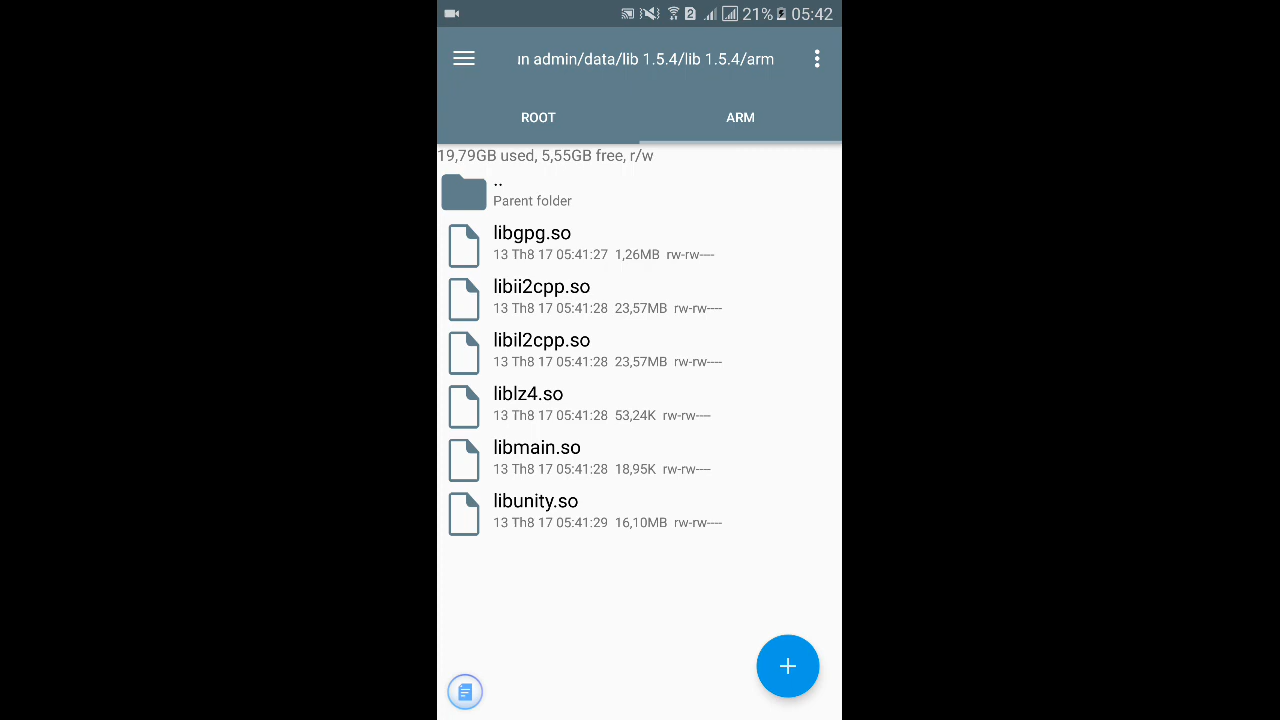 2 21% 05:42
ın admin/data/lib 1.5.4/lib 1.5.4/arm
ROOT ARM
19,79GB used, 5,55GB free, r/w
..
Parent folder
libgpg.so
13 Th8 17 05:41:27 1,26MB rw-rw----
libii2cpp.so
13 Th8 17 05:41:28 23,57MB rw-rw----
libil2cpp.so
13 Th8 17 05:41:28 23,57MB rw-rw----
liblz4.so
13 Th8 17 05:41:28 53,24K rw-rw----
libmain.so
13 Th8 17 05:41:28 18,95K rw-rw----
libunity.so
13 Th8 17 05:41:29 16,10MB rw-rw----